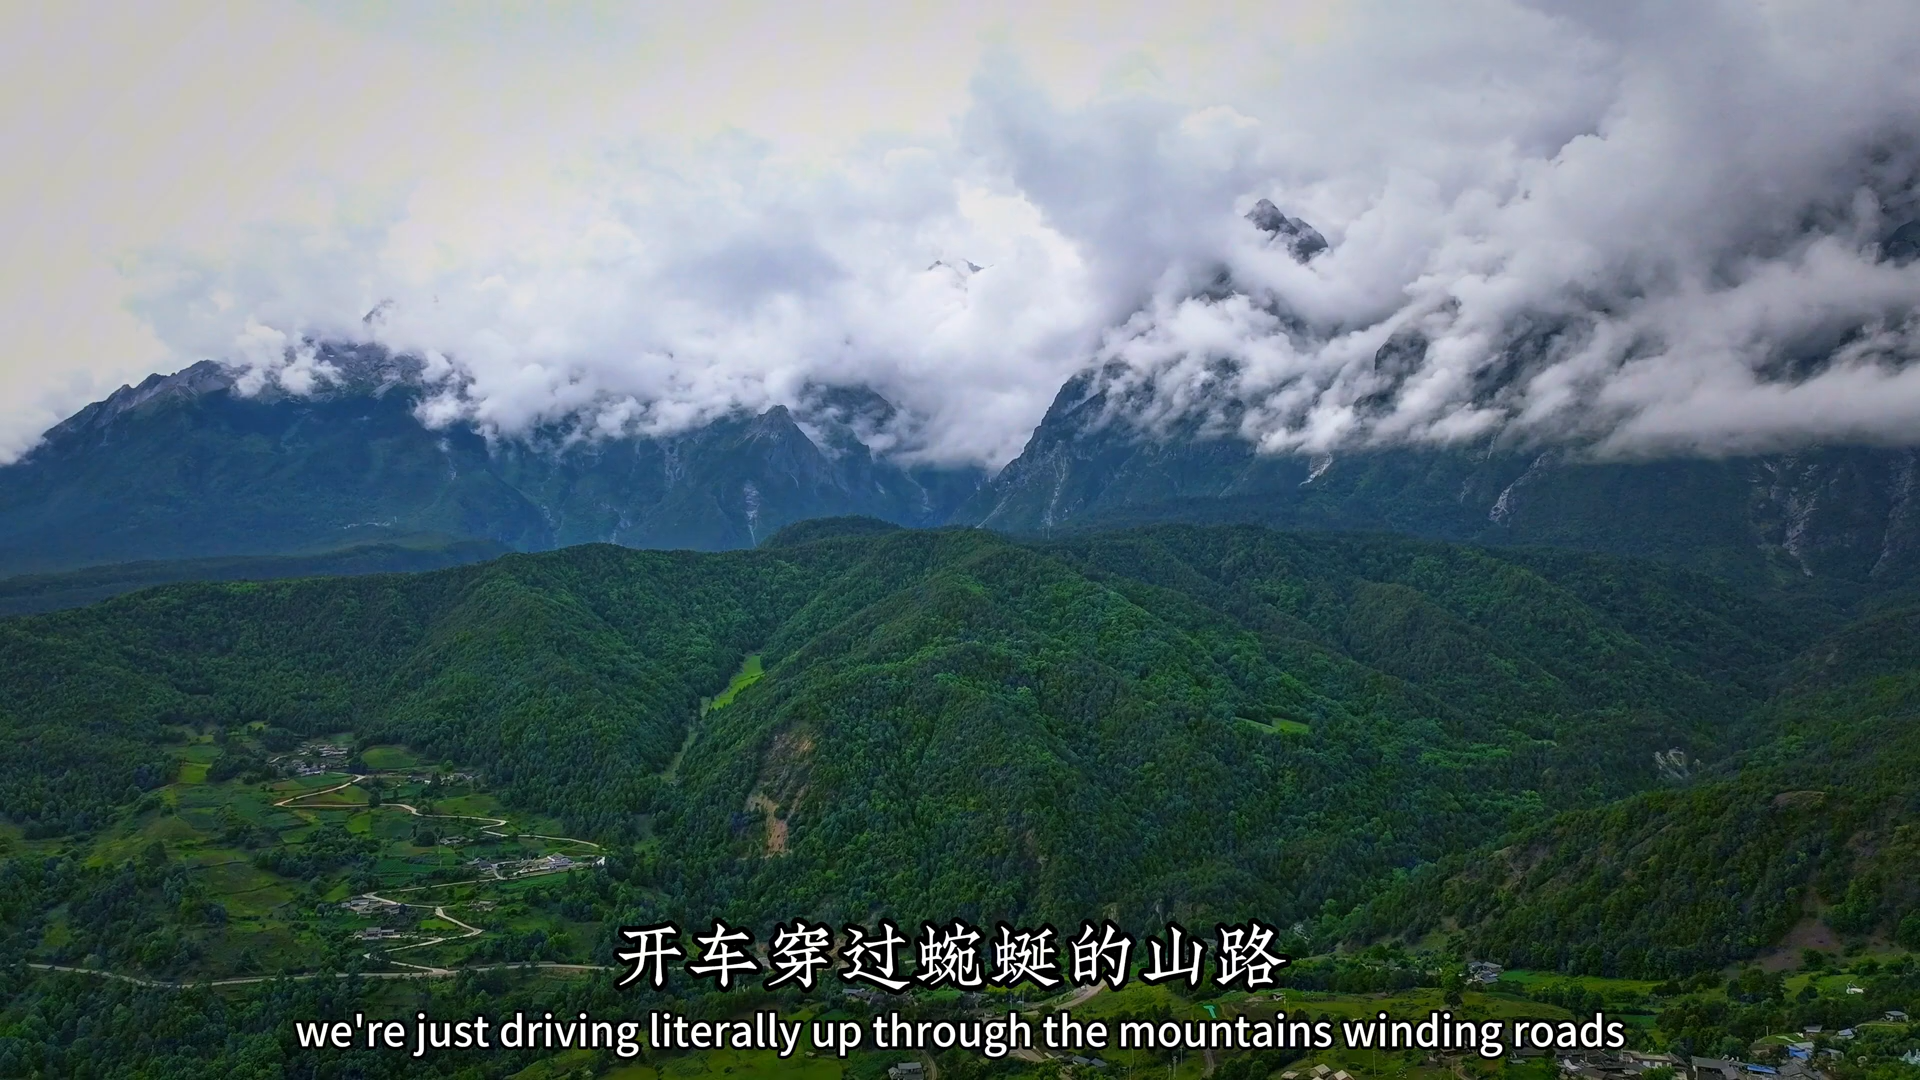 开车穿过蜿蜒的山路
we're just driving literally up through the mountains winding roads